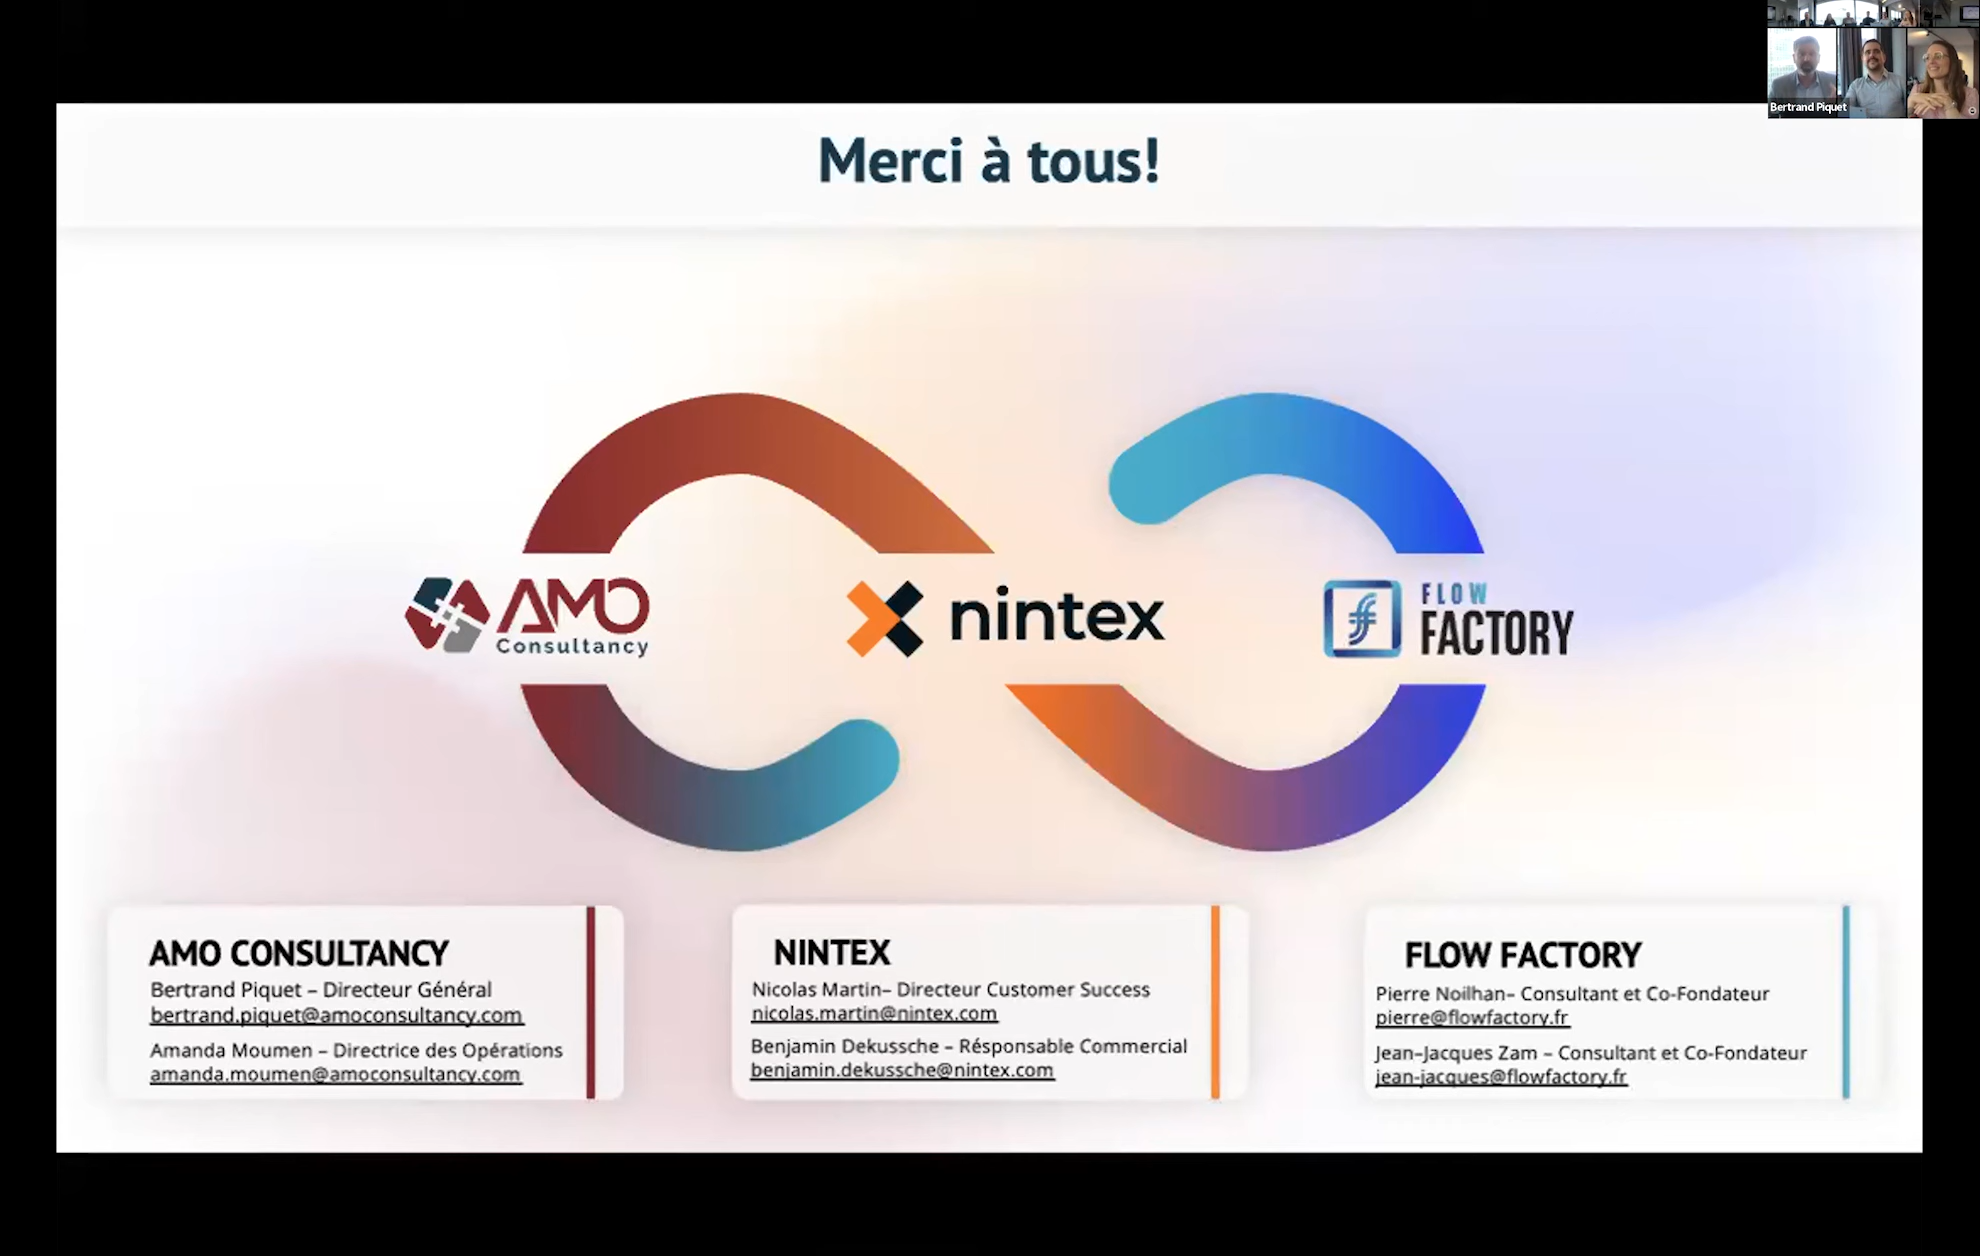 Bertrand Piquet
Merci à tous!
AMO
Consultancy
nintex
FLOW
FACTORY
AMO CONSULTANCY
Bertrand Piquet – Directeur Général
bertrand.piquet@amoconsultancy.com
Amanda Moumen – Directrice des Opérations
amanda.moumen@amoconsultancy.com
NINTEX
Nicolas Martin– Directeur Customer Success
nicolas.martin@nintex.com
Benjamin Dekussche – Résponsable Commercial
benjamin.dekussche@nintex.com
FLOW FACTORY
Pierre Noilhan– Consultant et Co-Fondateur
pierre@flowfactory.fr
Jean-Jacques Zam – Consultant et Co-Fondateur
jean-jacques@flowfactory.fr